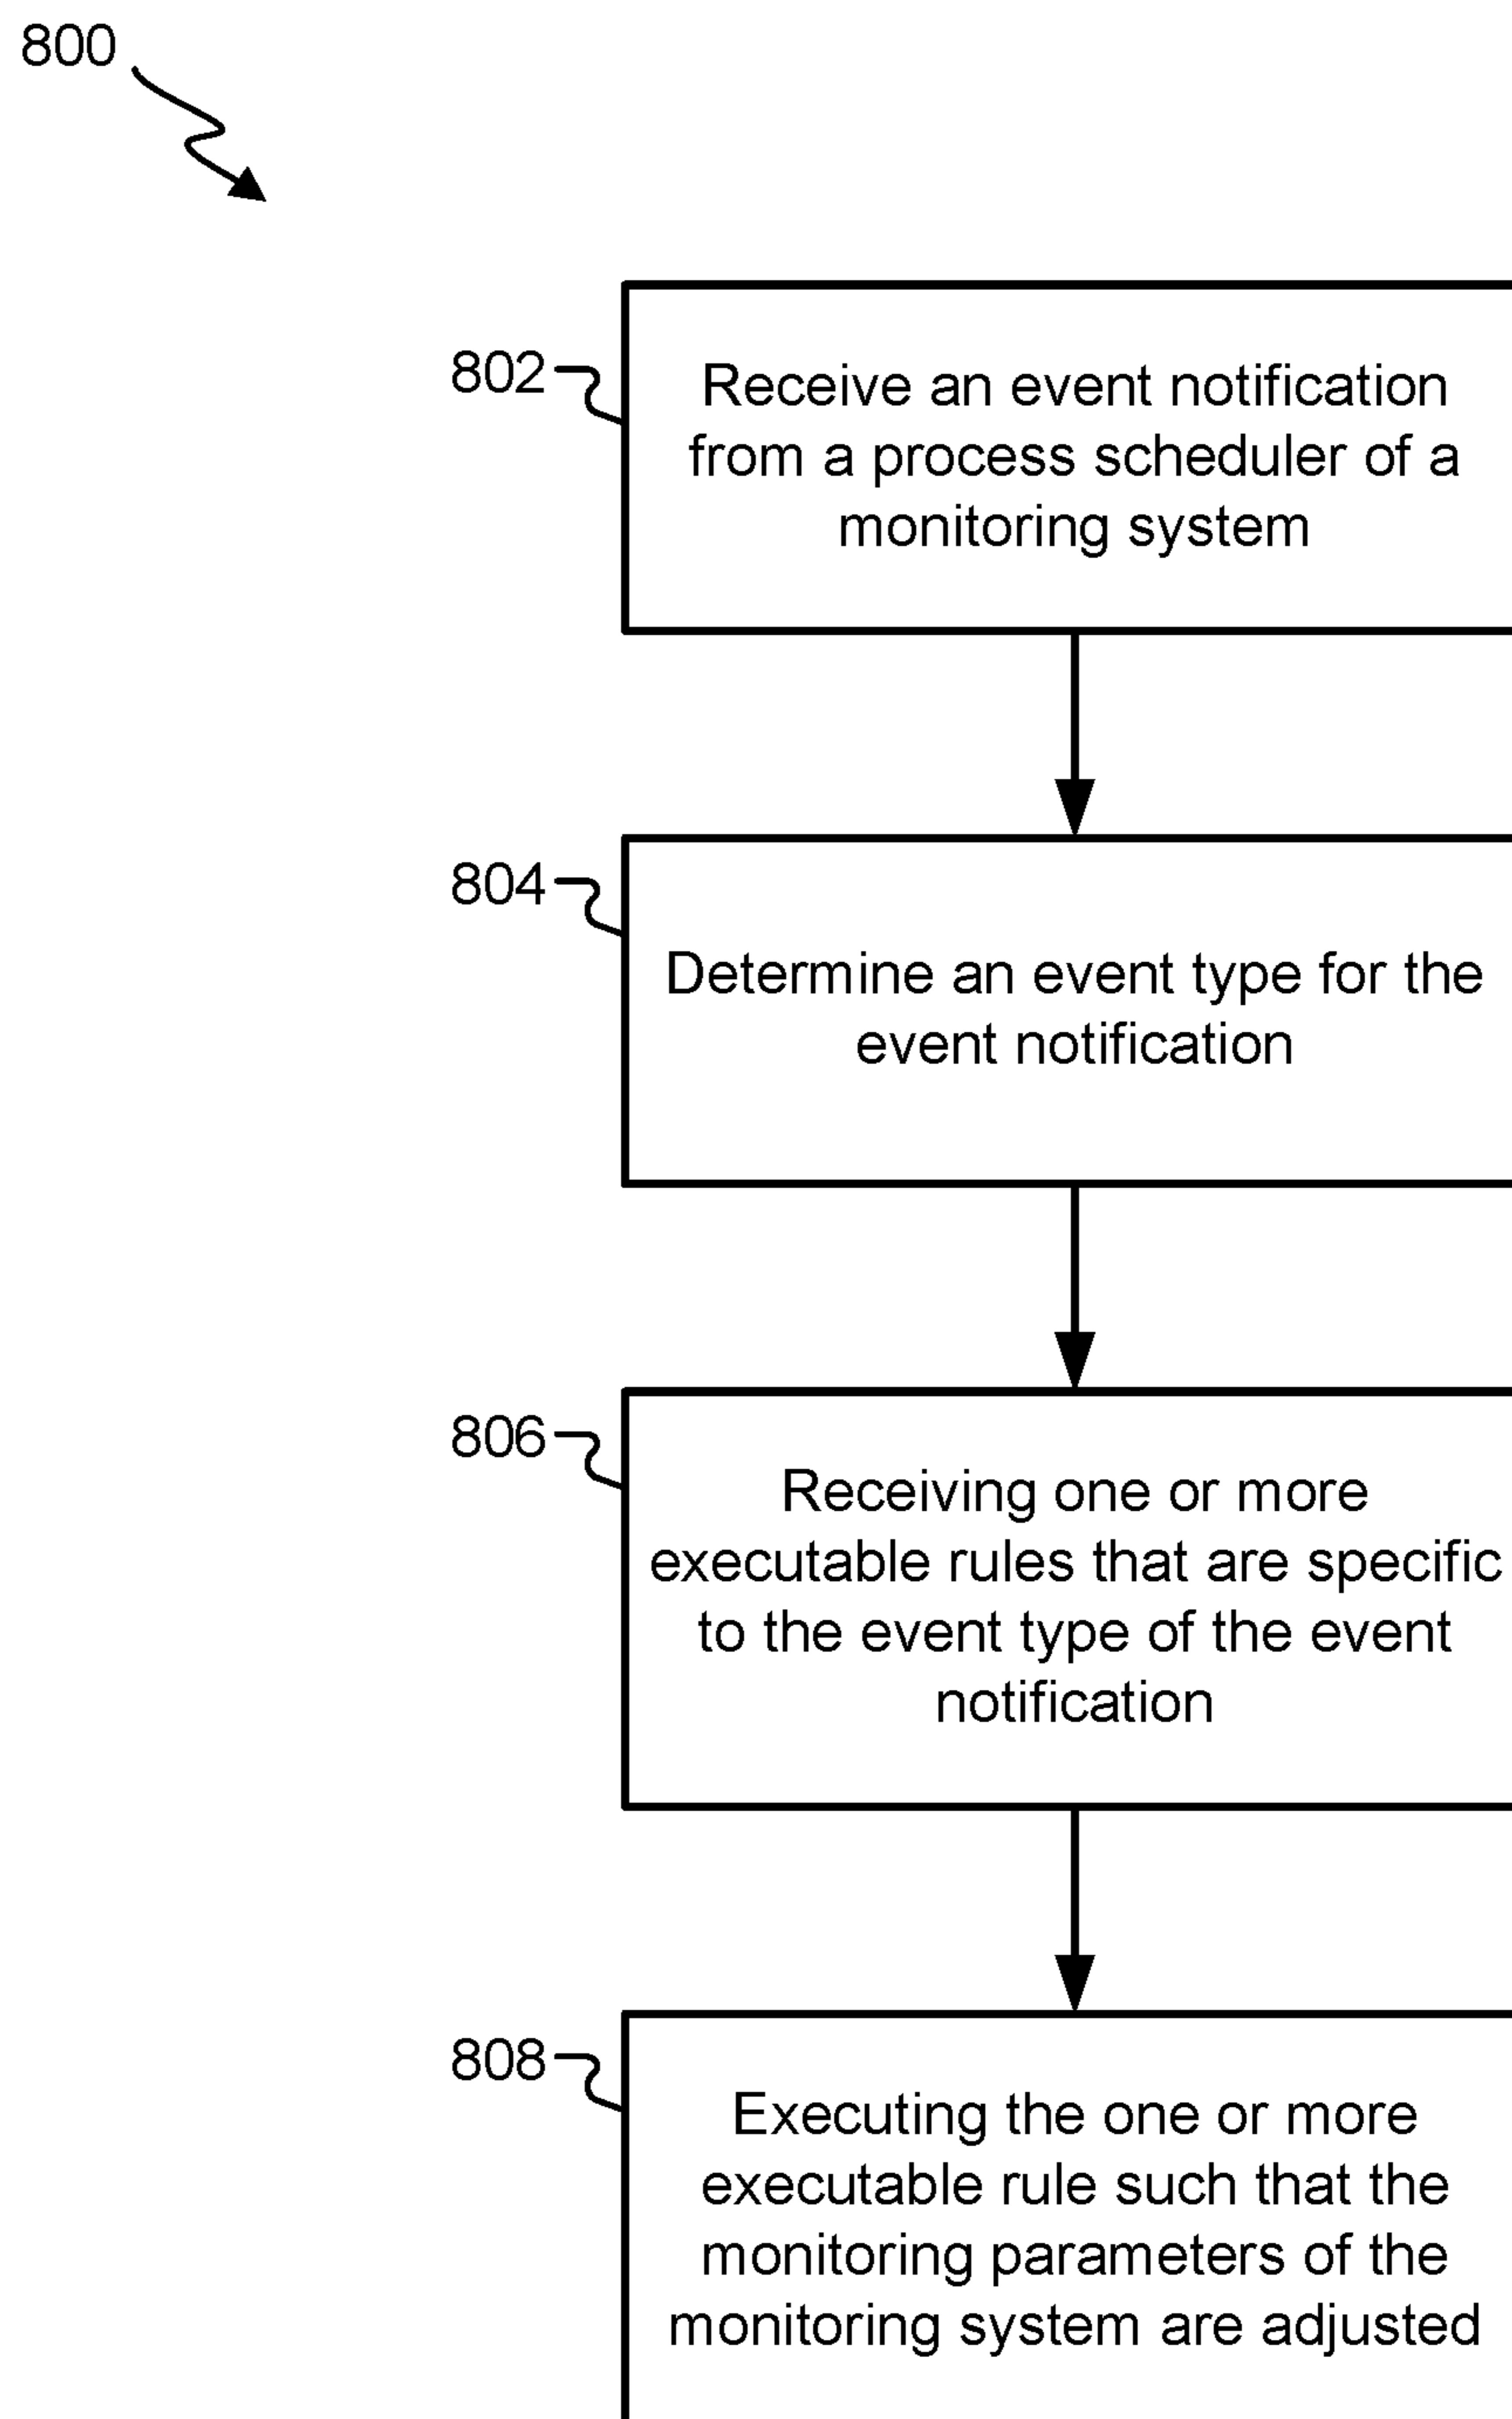 800
802
Receive an event notification
from a process scheduler of a
monitoring system
804
Determine an event type for the
event notification
806
Receiving one or more
executable rules that are specific
to the event type of the event
notification
808
Executing the one or more
executable rule such that the
monitoring parameters of the
monitoring system are adjusted